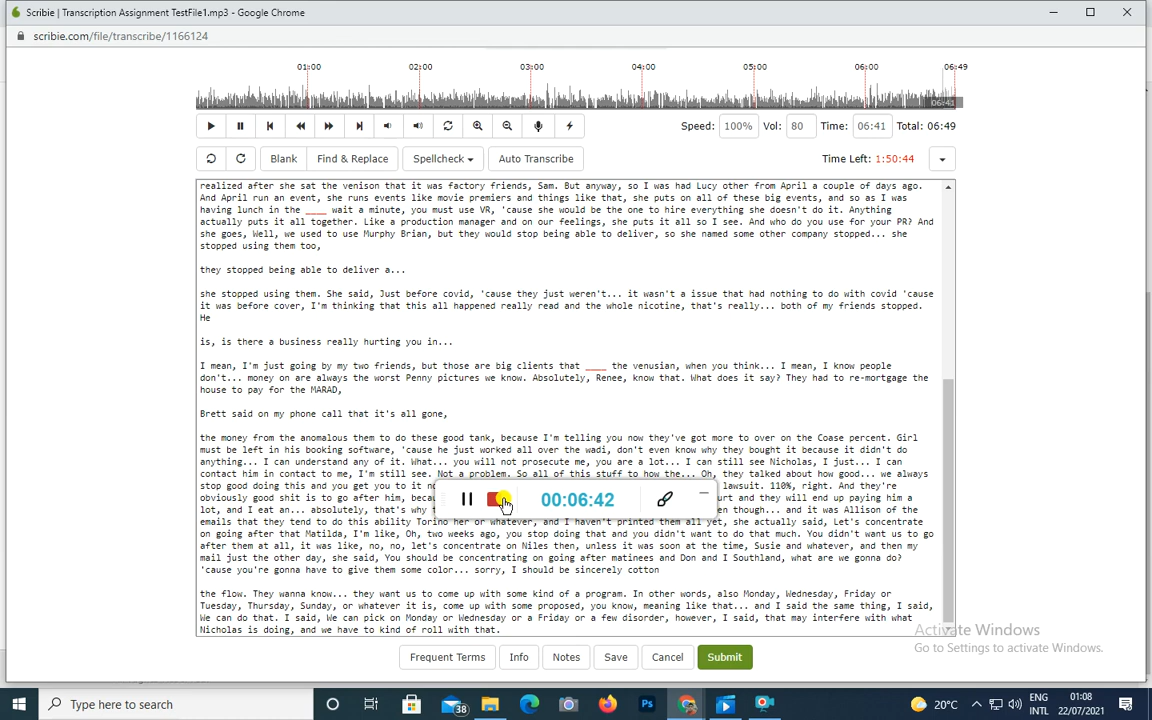 Scribie | Transcription Assignment TestFile1.mp3 - Google Chrome
scribie.com/file/transcribe/1166124
01:00 02:00 03:00 04:00 05:00 06:00 06:49
06:41
Speed: 100% Vol: 80 Time: 06:41 Total: 06:49
Blank Find & Replace Spellcheck Auto Transcribe Time Left: 1:50:44
realized after she sat the venison that it was factory friends, Sam. But anyway, so I was had Lucy other from April a couple of days ago.
And April run an event, she runs events like movie premiers and things like that, she puts on all of these big events, and so as I was
having lunch in the ____ wait a minute, you must use VR, 'cause she would be the one to hire everything she doesn't do it. Anything
actually puts it all together. Like a production manager and on our feelings, she puts it all so I see. And who do you use for your PR? And
she goes, Well, we used to use Murphy Brian, but they would stop being able to deliver, so she named some other company stopped... she
stopped using them too,
they stopped being able to deliver a...
she stopped using them. She said, Just before covid, 'cause they just weren't... it wasn't a issue that had nothing to do with covid 'cause
it was before cover, I'm thinking that this all happened really read and the whole nicotine, that's really... both of my friends stopped.
He
is, is there a business really hurting you in...
I mean, I'm just going by my two friends, but those are big clients that ____ the venusian, when you think... I mean, I know people
don't... money on are always the worst Penny pictures we know. Absolutely, Renee, know that. What does it say? They had to re-mortgage the
house to pay for the MARAD,
Brett said on my phone call that it's all gone,
the money from the anomalous them to do these good tank, because I'm telling you now they've got more to over on the Coase percent. Girl
must be left in his booking software, 'cause he just worked all over the wadi, don't even know why they bought it because it didn't do
anything... I can understand any of it. What... you will not prosecute me, you are a lot... I can still see Nicholas, I just... I can
contact him in contact to me, I'm still see. Not a problem. So all of this stuff to how the... Oh, they talked about how good... we always
stop good doing this and you get you to it no lawsuit. 110%, right. And they're
obviously good shit is to go after him, becau urt and they will end up paying him a
lot, and I eat an... absolutely, that's why en though... and it was Allison of the
emails that they tend to do this ability Torino her or whatever, and I haven't printed them all yet, she actually said, Let's concentrate
on going after that Matilda, I'm like, Oh, two weeks ago, you stop doing that and you didn't want to do that much. You didn't want us to go
after them at all, it was like, no, no, let's concentrate on Niles then, unless it was soon at the time, Susie and whatever, and then my
mail just the other day, she said, You should be concentrating on going after matinees and Don and I Southland, what are we gonna do?
'cause you're gonna have to give them some color... sorry, I should be sincerely cotton
the flow. They wanna know... they want us to come up with some kind of a program. In other words, also Monday, Wednesday, Friday or
Tuesday, Thursday, Sunday, or whatever it is, come up with some proposed, you know, meaning like that... and I said the same thing, I said,
We can do that. I said, We can pick on Monday or Wednesday or a Friday or a few disorder, however, I said, that may interfere with what
Nicholas is doing, and we have to kind of roll with that.
00:06:42
Activate Windows
Go to Settings to activate Windows.
Frequent Terms Info Notes Save Cancel Submit
Type here to search 38 Ps 20°C ENG INTL 01:08 22/07/2021